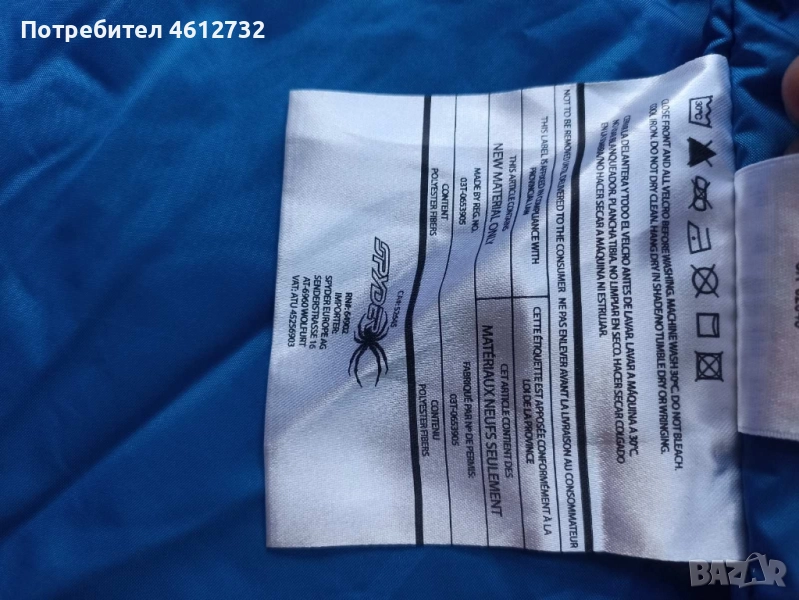 Потребител 4612732
30°C
CLOSE FRONT AND ALL VELCRO BEFORE WASHING. MACHINE WASH 30°C. DO NOT BLEACH.
COOL IRON. DO NOT DRY CLEAN. HANG DRY IN SHADE/NO TUMBLE DRY OR WRINGING.
DELANTERA Y TODO EL VELCRO ANTES DE LAVAR. LAVAR A MÁQUINA A 30°C.
BLANQUEADOR. PLANCHA TIBIA. NO LIMPIAR EN SECO. HACER SECAR COLGADO
EN LA SOMBRA/NO HACER SECAR A MÁQUINA NI ESTRUJAR.
NOT TO BE REMOVED UNTIL DELIVERED TO THE CONSUMER
NE PAS ENLEVER AVANT LA LIVRAISON AU CONSOMMATEUR
THIS LABEL IS AFFIXED IN COMPLIANCE WITH
PROVINCIAL LAW
CETTE ÉTIQUETTE EST APPOSÉE CONFORMÉMENT À LA
LOI DE LA PROVINCE
THIS ARTICLE CONTAINS
NEW MATERIAL ONLY
CET ARTICLE CONTIENT DES
MATÉRIAUX NEUFS SEULEMENT
MADE BY REG. NO.
03T-0653905
FABRIQUÉ PAR Nº DE PERMIS:
03T-0653905
CONTENT
POLYESTER FIBERS
CONTENU
POLYESTER FIBERS
SPYDER
RN#: 64902
IMPORTER:
SPYDER EUROPE AG
SENDERSTRASSE 16
AT-6960 WOLFURT
VAT: ATU 45256903
BAZAR